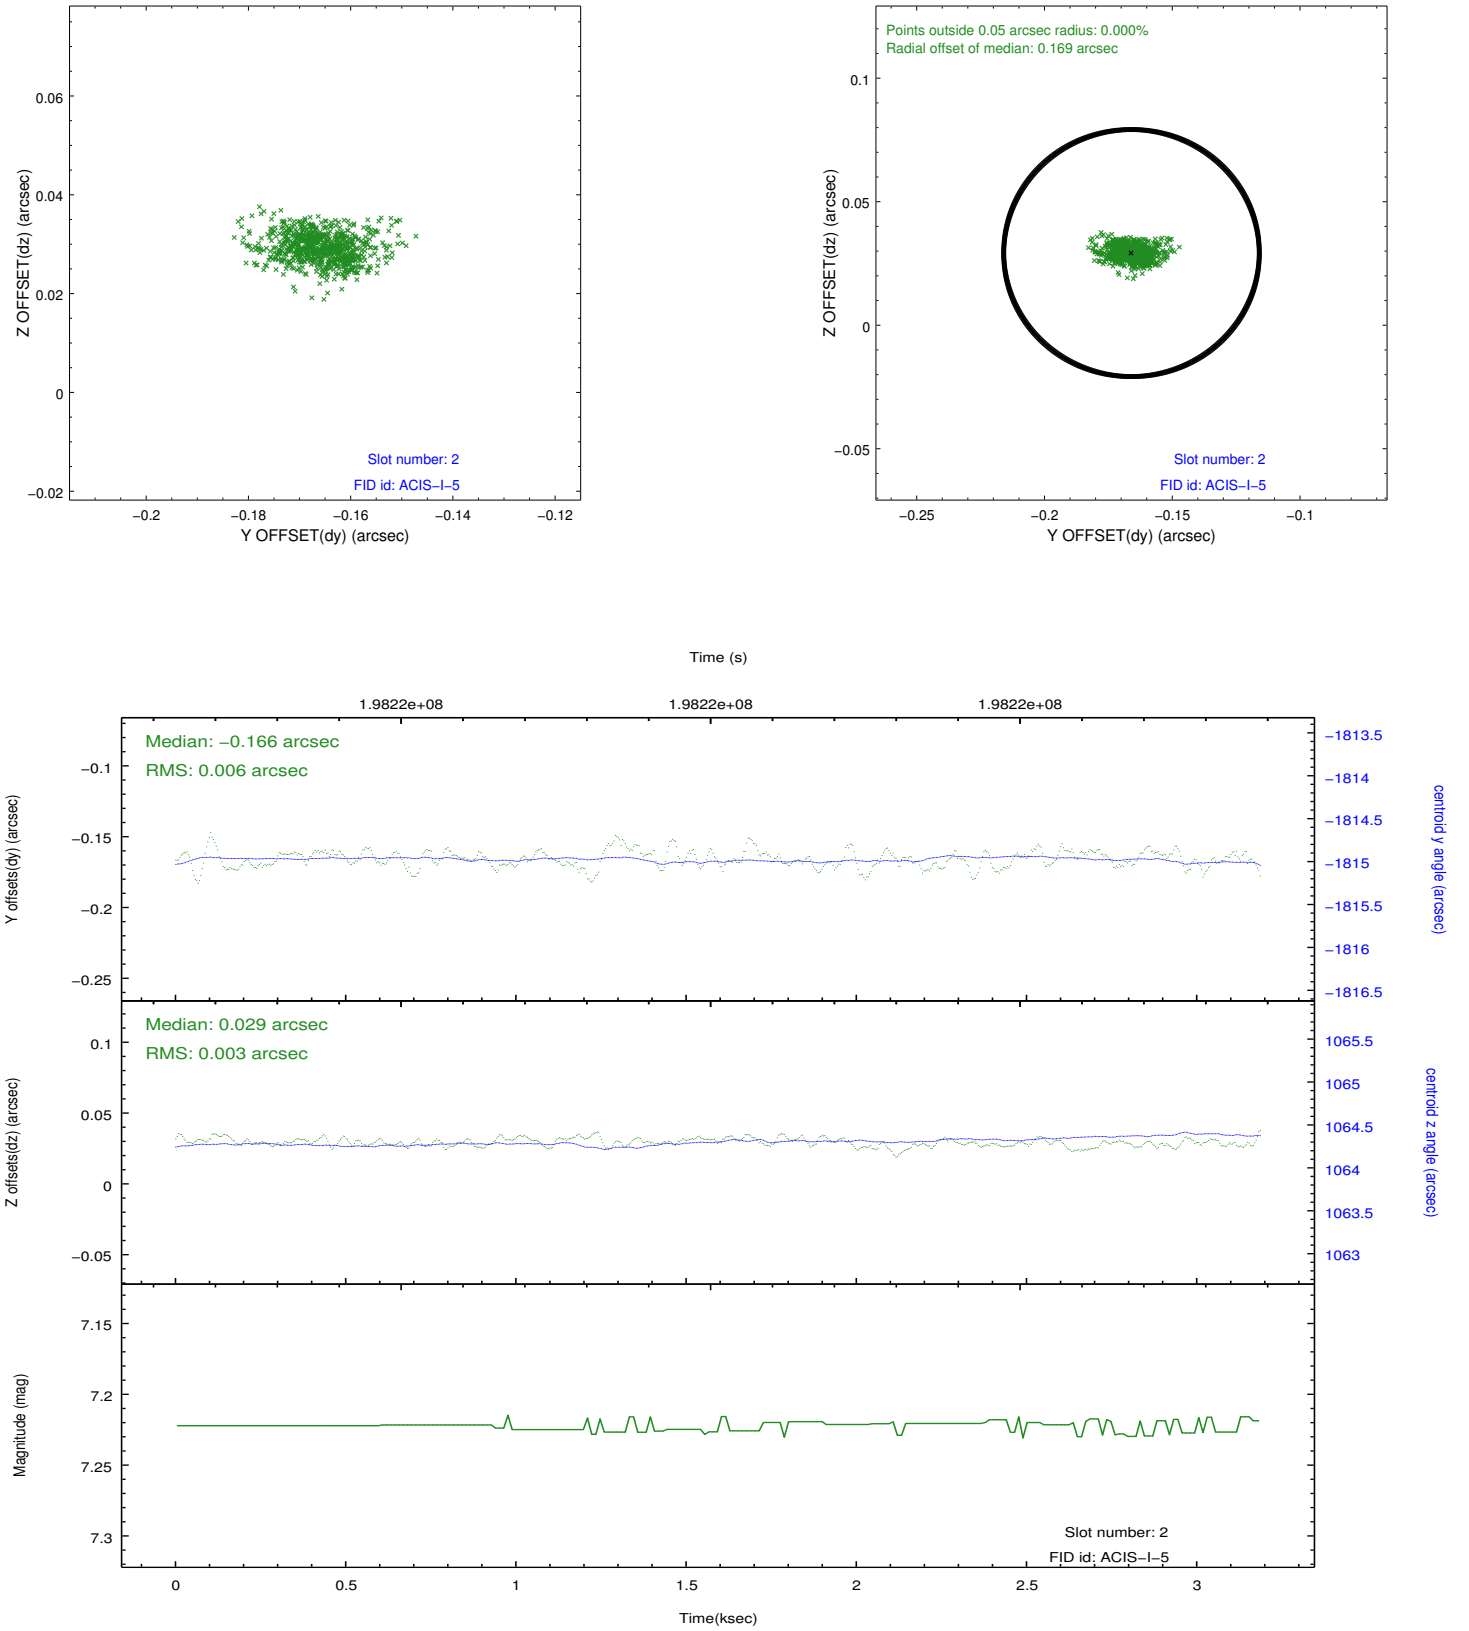 0.06
0.04
0.02
0
−0.02
Z OFFSET(dz) (arcsec)
Slot number: 2
FID id: ACIS−I−5
−0.2
−0.18
−0.16
−0.14
−0.12
Y OFFSET(dy) (arcsec)
Points outside 0.05 arcsec radius: 0.000%
Radial offset of median: 0.169 arcsec
0.1
0.05
0
−0.05
Z OFFSET(dz) (arcsec)
Slot number: 2
FID id: ACIS−I−5
−0.25
−0.2
−0.15
−0.1
Y OFFSET(dy) (arcsec)
Time (s)
1.9822e+08
1.9822e+08
1.9822e+08
Median: −0.166 arcsec
RMS: 0.006 arcsec
−0.1
−0.15
−0.2
−0.25
Y offsets(dy) (arcsec)
−1813.5
−1814
−1814.5
−1815
−1815.5
−1816
−1816.5
centroid y angle (arcsec)
Median: 0.029 arcsec
RMS: 0.003 arcsec
0.1
0.05
0
−0.05
Z offsets(dz) (arcsec)
1065.5
1065
1064.5
1064
1063.5
1063
centroid z angle (arcsec)
7.15
7.2
7.25
7.3
Magnitude (mag)
Slot number: 2
FID id: ACIS−I−5
0
0.5
1
1.5
2
2.5
3
Time(ksec)